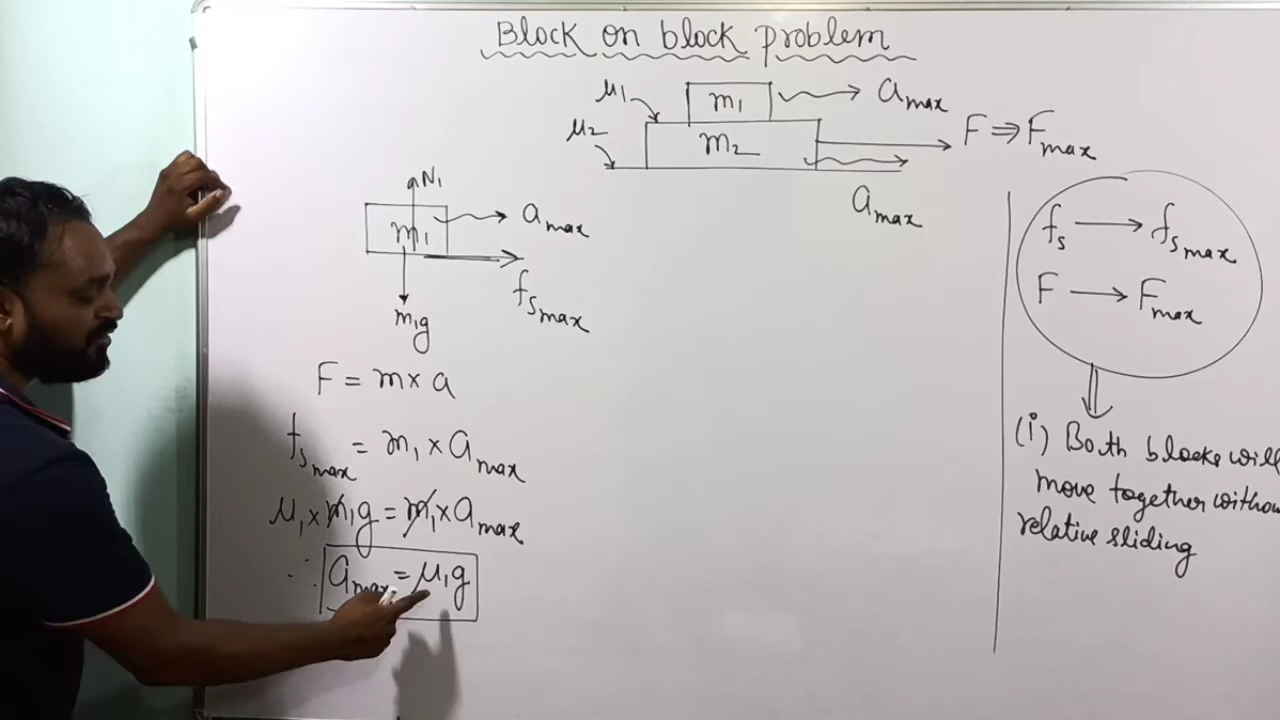 Block on block problem
μ1
m1
amax
μ2
m2
F ⇒ Fmax
amax
N1
m1
amax
m1g
fsmax
F = m × a
fsmax = m1 × amax
μ1 × m1g = m1 × amax
∴ amax = μ1g
fs → fsmax
F → Fmax
(i) Both blocks will
move together withou
relative sliding